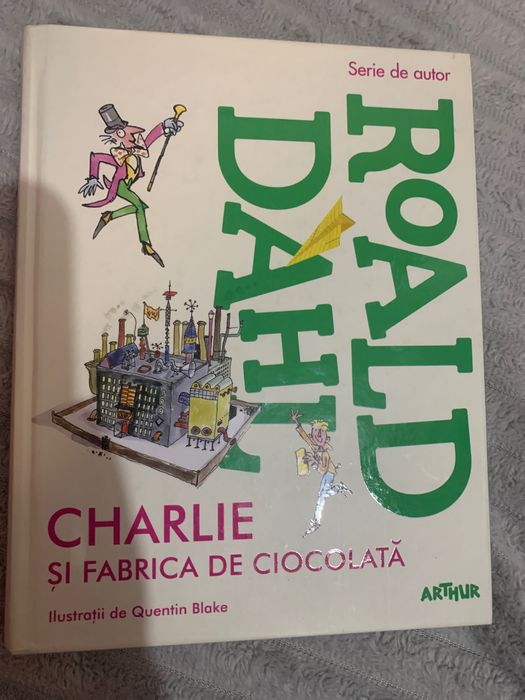 Serie de autor
ROALD
DAHL
CHARLIE
ȘI FABRICA DE CIOCOLATĂ
Ilustrații de Quentin Blake
ARTHUR